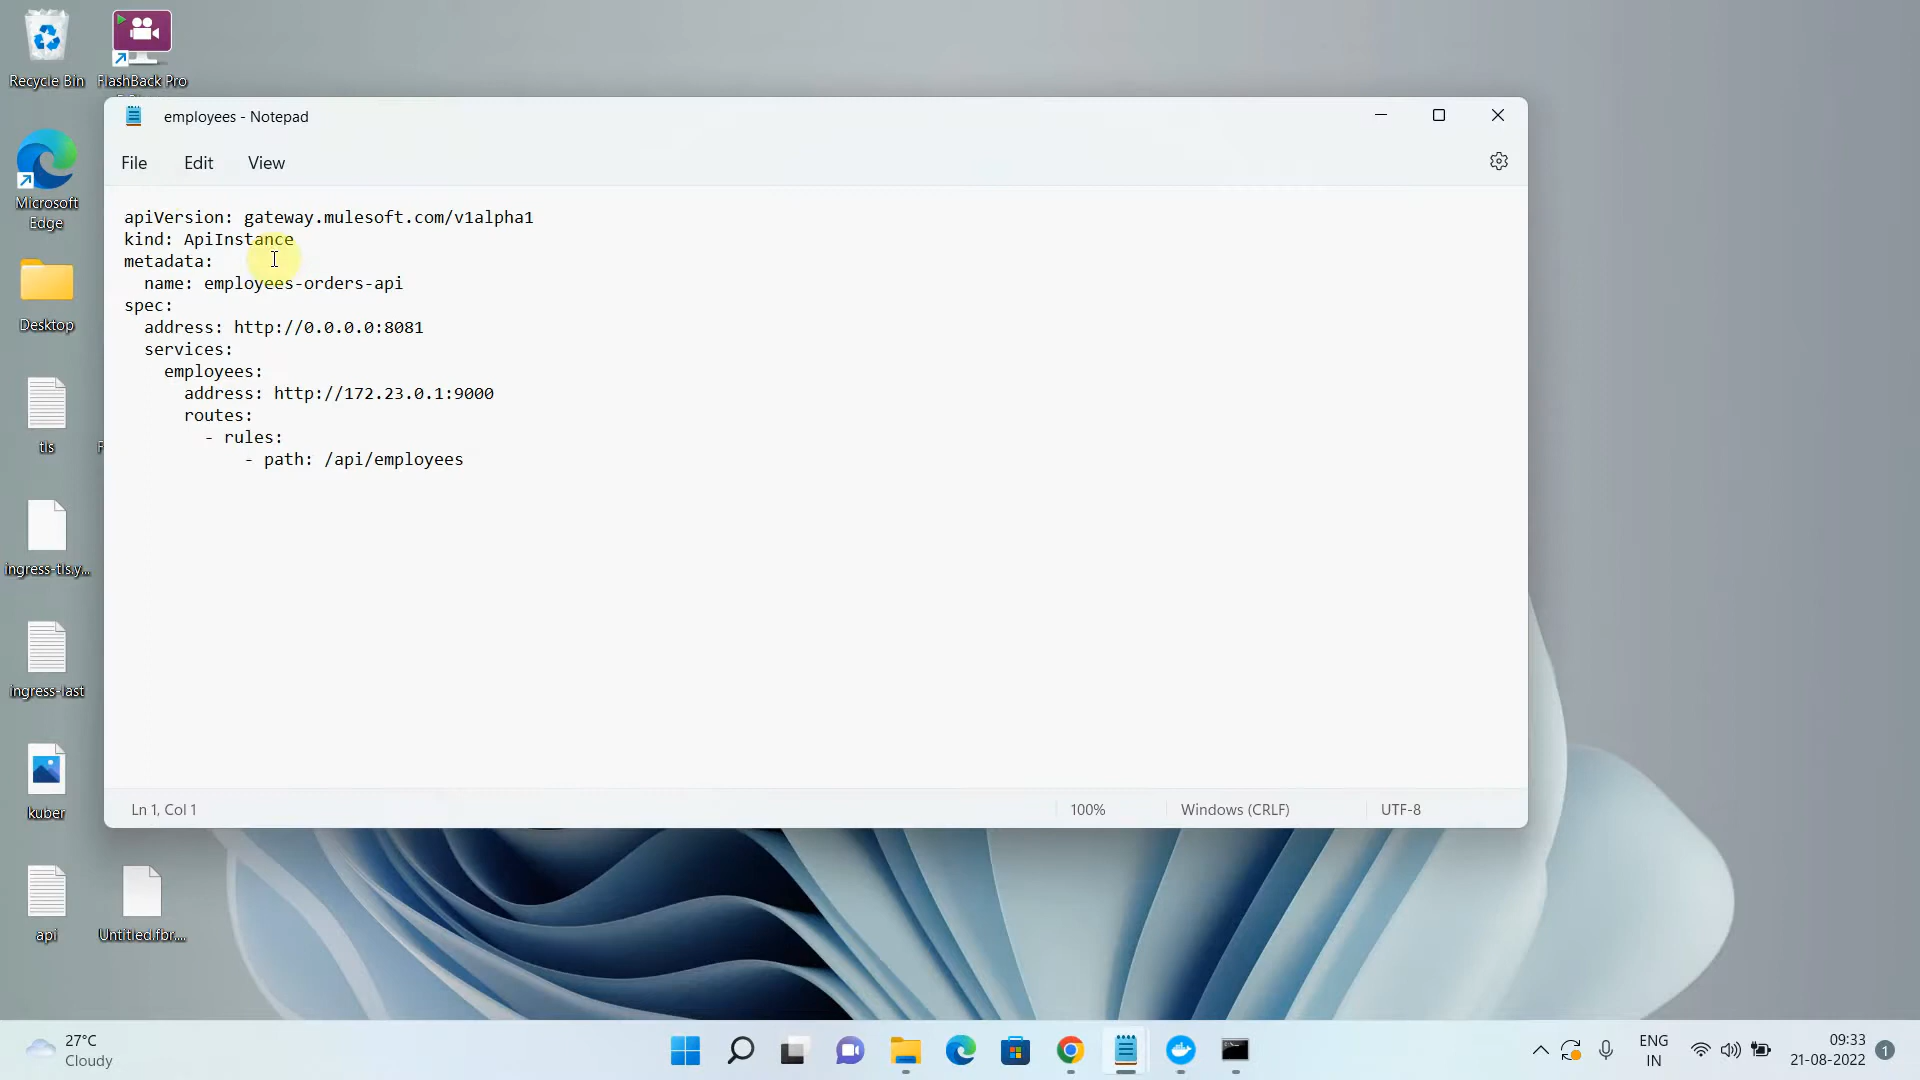 Recycle Bin
FlashBack Pro
employees - Notepad
File
Edit
View
Microsoft
Edge
Desktop
tls
ingress-tls.y...
ingress-last
kuber
api
Untitled.fbr....
apiVersion: gateway.mulesoft.com/v1alpha1
kind: ApiInstance
metadata:
  name: employees-orders-api
spec:
  address: http://0.0.0.0:8081
  services:
    employees:
      address: http://172.23.0.1:9000
      routes:
        - rules:
            - path: /api/employees
Ln 1, Col 1
100%
Windows (CRLF)
UTF-8
27°C
Cloudy
ENG
IN
09:33
21-08-2022
1